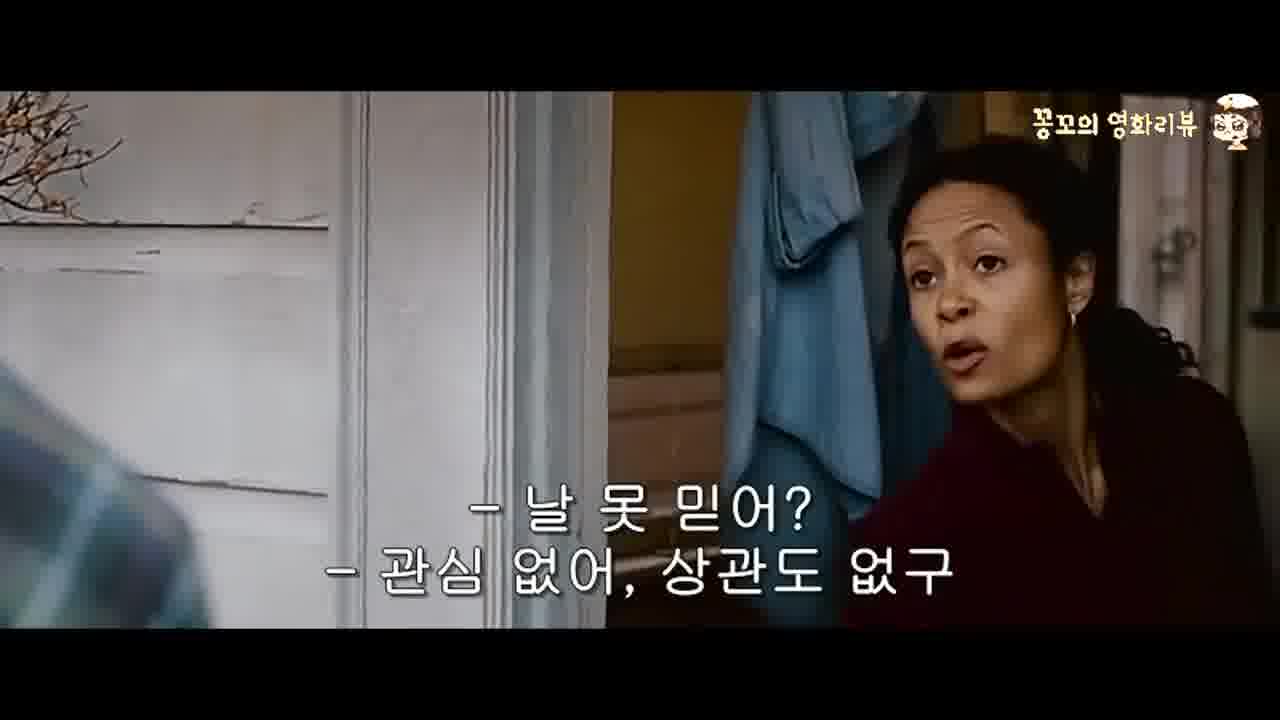 꽁꼬의 영화리뷰
- 날 못 믿어?
- 관심 없어, 상관도 없구